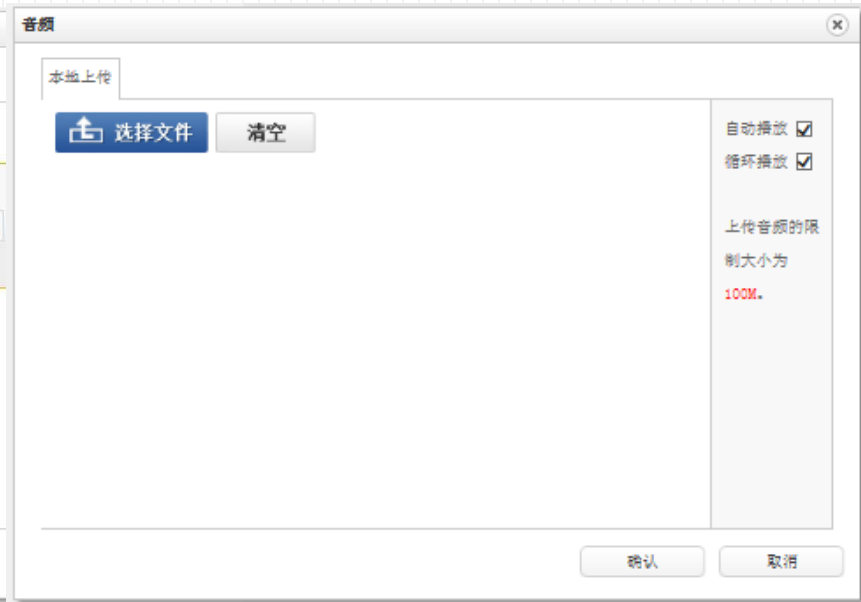 音频
本地上传
选择文件
清空
自动播放
循环播放
上传音频的限
制大小为
100M。
确认
取消